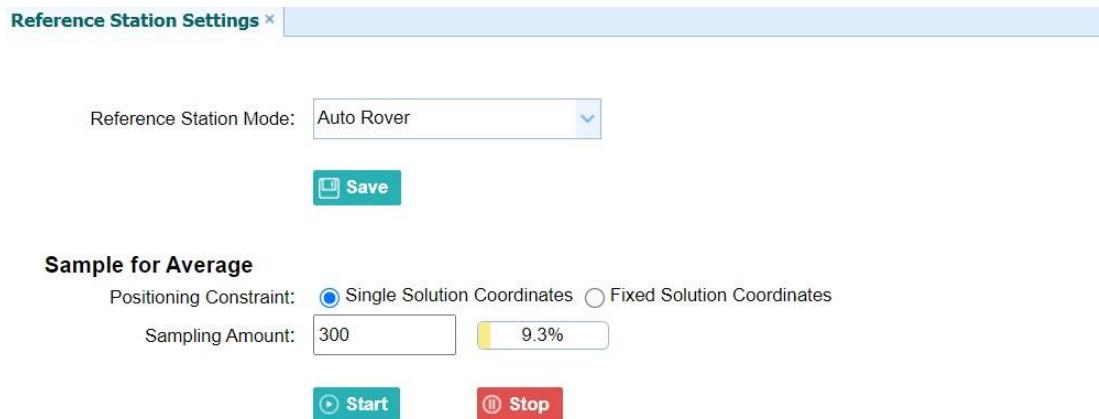 Reference Station Settings ×
Reference Station Mode: Auto Rover
Save
Sample for Average
Positioning Constraint: Single Solution Coordinates Fixed Solution Coordinates
Sampling Amount: 300 9.3%
Start Stop